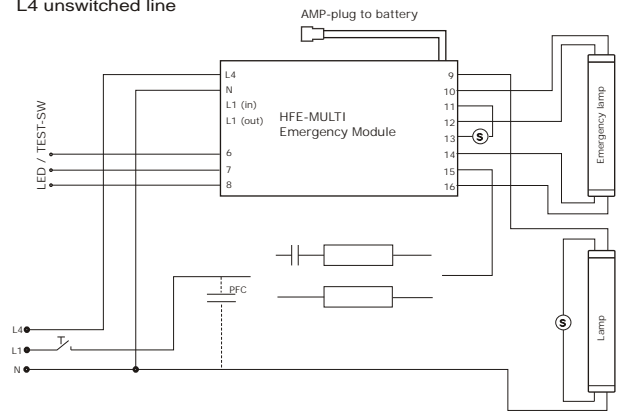 L4 unswitched line
AMP-plug to battery
L4
N
L1 (in)
L1 (out)
6
7
8
HFE-MULTI
Emergency Module
9
10
11
12
13
14
15
16
S
Emergency lamp
LED / TEST-SW
PFC
S
Lamp
L4
L1
N